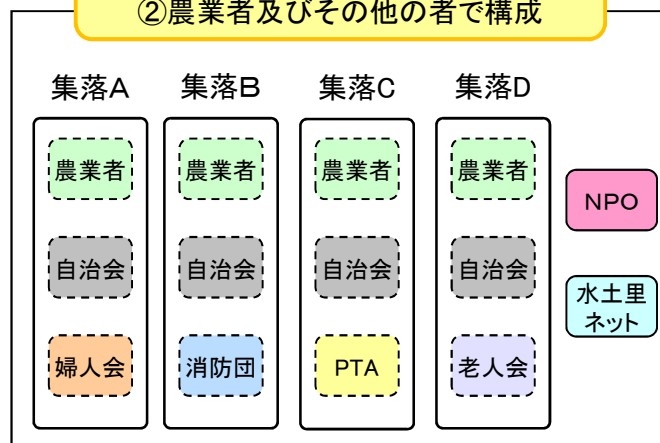 ②農業者及びその他の者で構成
集落A
集落B
集落C
集落D
農業者
農業者
農業者
農業者
NPO
自治会
自治会
自治会
自治会
水土里
ネット
婦人会
消防団
PTA
老人会